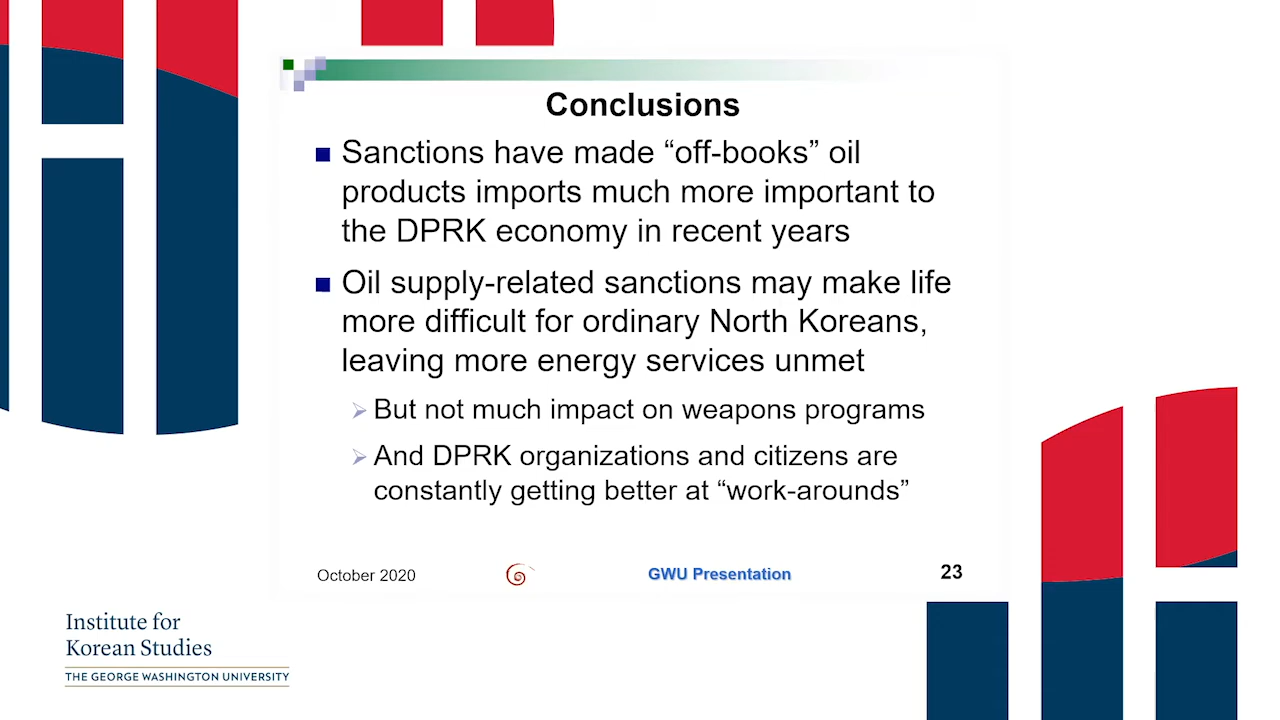 Conclusions
Sanctions have made “off-books” oil
products imports much more important to
the DPRK economy in recent years
Oil supply-related sanctions may make life
more difficult for ordinary North Koreans,
leaving more energy services unmet
But not much impact on weapons programs
And DPRK organizations and citizens are
constantly getting better at “work-arounds”
October 2020
GWU Presentation
23
Institute for
Korean Studies
THE GEORGE WASHINGTON UNIVERSITY